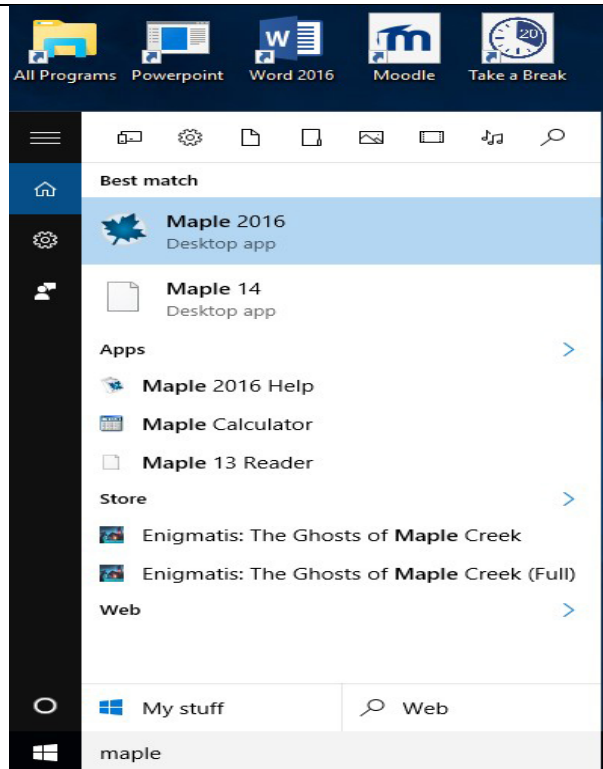 All Programs Powerpoint Word 2016 Moodle Take a Break
W
20
Best match
Maple 2016
Desktop app
Maple 14
Desktop app
Apps
Maple 2016 Help
Maple Calculator
Maple 13 Reader
Store
Enigmatis: The Ghosts of Maple Creek
Enigmatis: The Ghosts of Maple Creek (Full)
Web
My stuff Web
maple